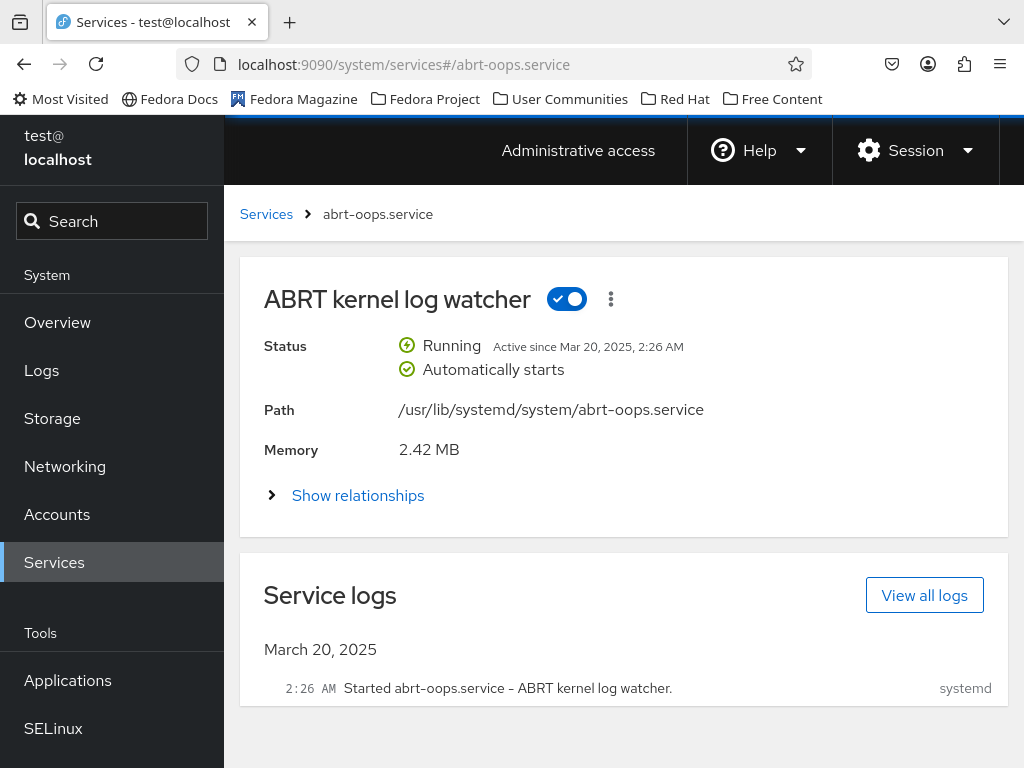 Services - test@localhost
localhost:9090/system/services#/abrt-oops.service
Most Visited Fedora Docs FM Fedora Magazine Fedora Project User Communities Red Hat Free Content
test@
localhost
Administrative access Help Session
Search
System
Overview
Logs
Storage
Networking
Accounts
Services
Tools
Applications
SELinux
Services abrt-oops.service
ABRT kernel log watcher
Status Running Active since Mar 20, 2025, 2:26 AM
Automatically starts
Path /usr/lib/systemd/system/abrt-oops.service
Memory 2.42 MB
Show relationships
Service logs View all logs
March 20, 2025
2:26 AM Started abrt-oops.service - ABRT kernel log watcher. systemd